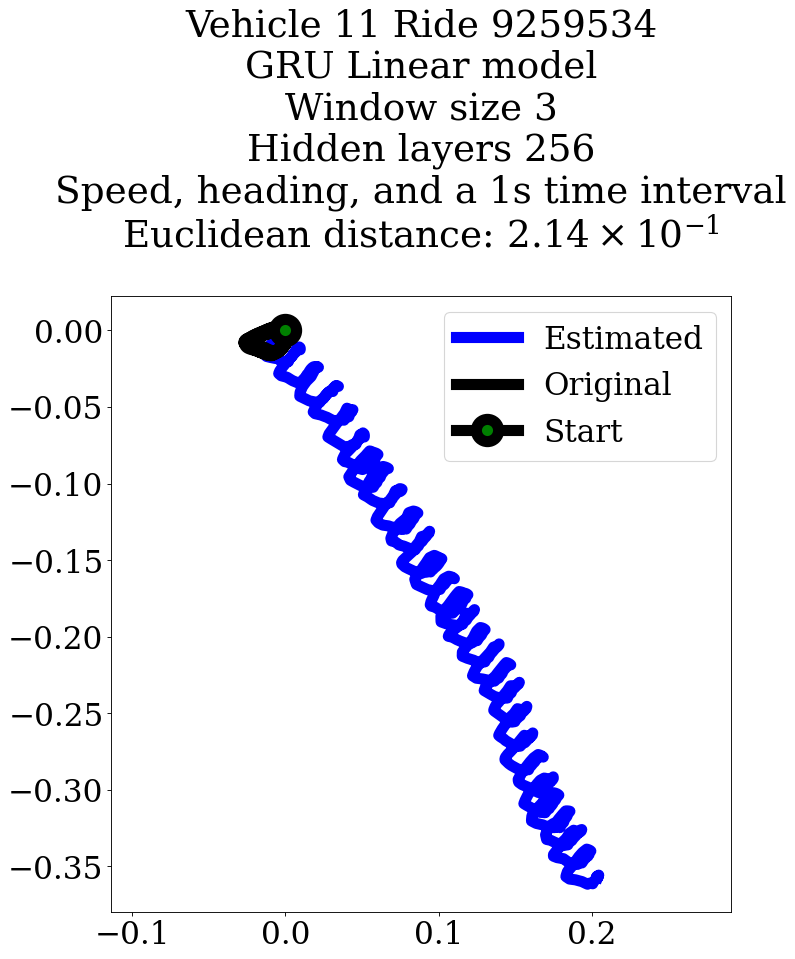 Vehicle 11 Ride 9259534
GRU Linear model
Window size 3
Hidden layers 256
Speed, heading, and a 1s time interval
Euclidean distance: 2.14 × 10⁻¹
Estimated
Original
Start
0.00
−0.05
−0.10
−0.15
−0.20
−0.25
−0.30
−0.35
−0.1 0.0 0.1 0.2